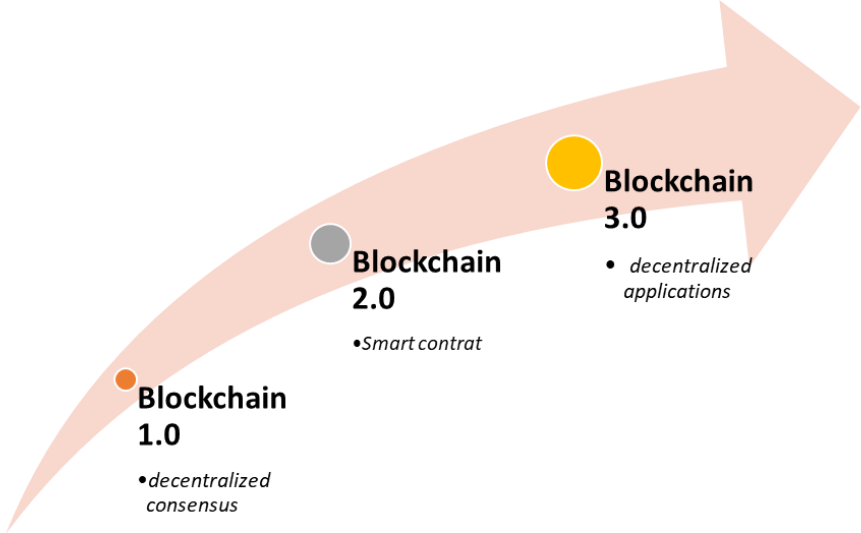 Blockchain
1.0
•decentralized
consensus
Blockchain
2.0
•Smart contrat
Blockchain
3.0
• decentralized
applications